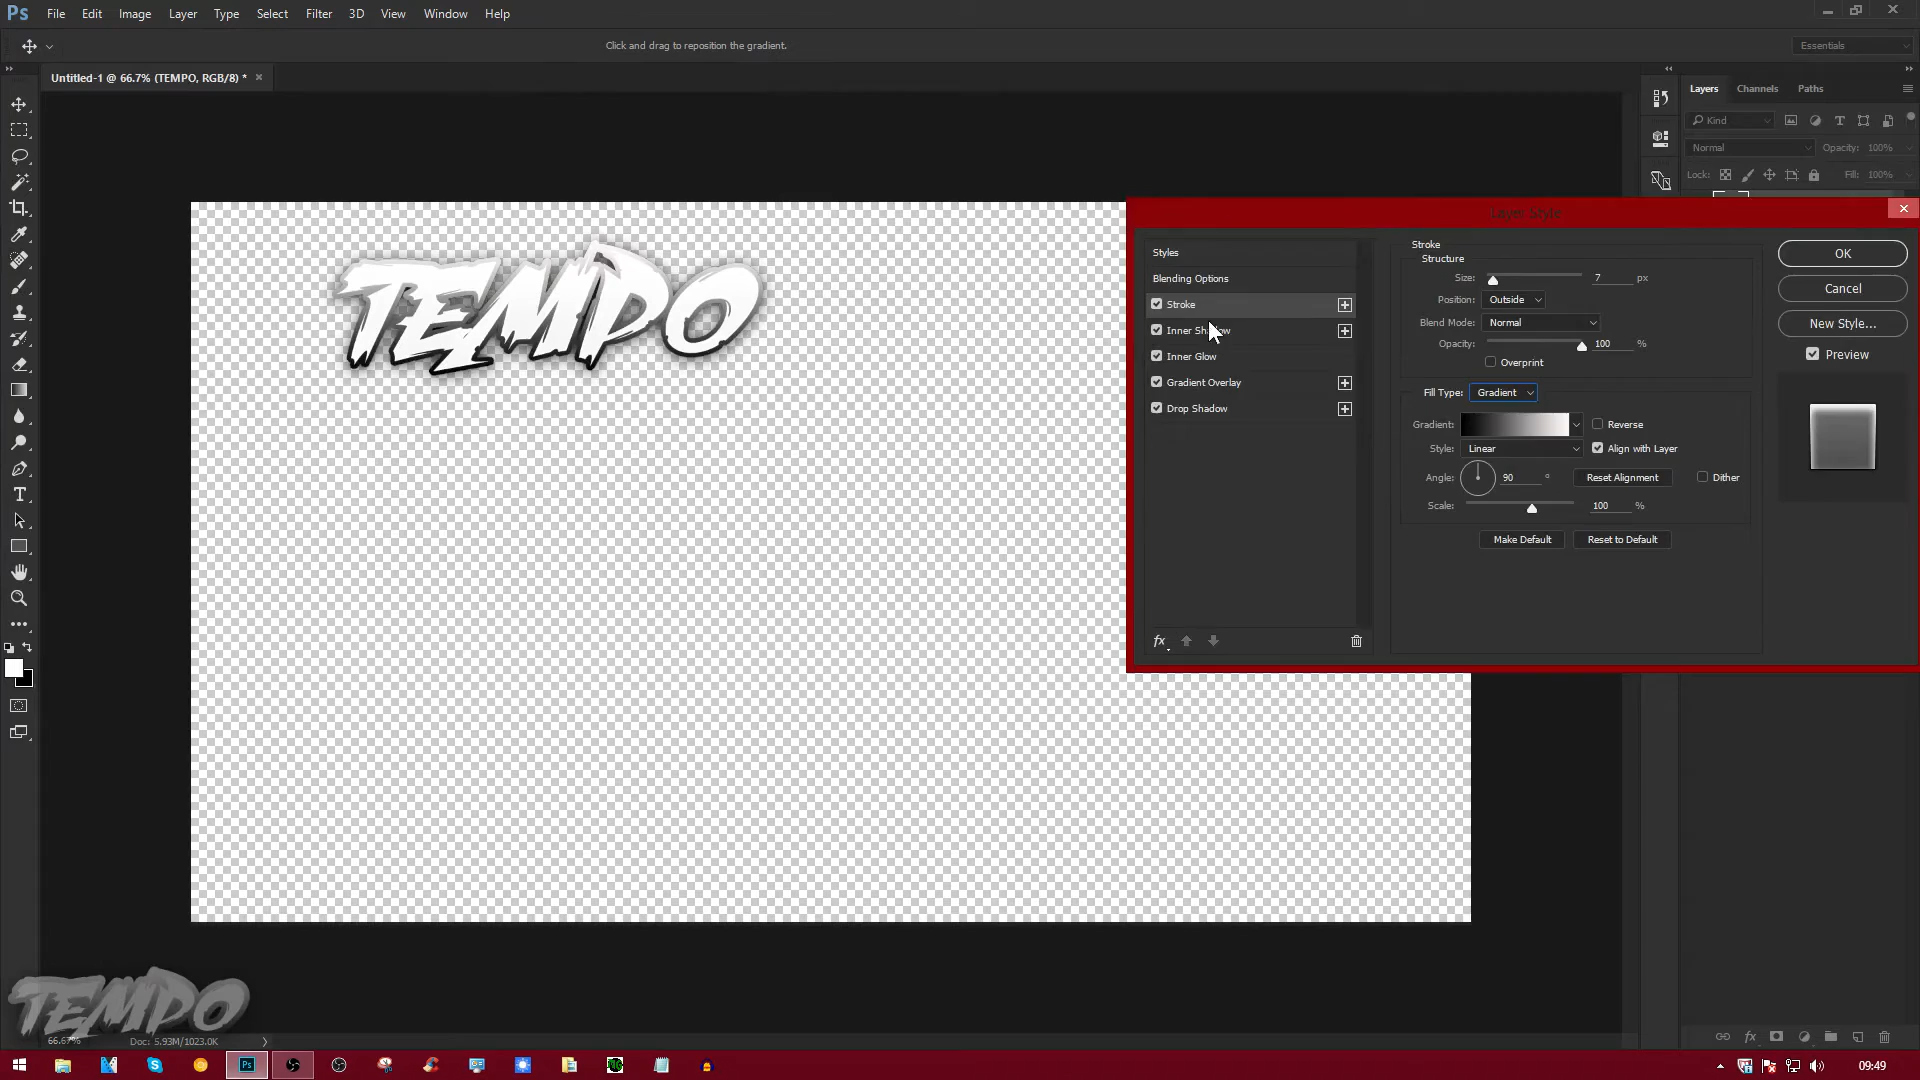 Ps File Edit Image Layer Type Select Filter 3D View Window Help
Click and drag to reposition the gradient.
Essentials
Untitled-1 @ 66.7% (TEMPO, RGB/8) *
Layers Channels Paths
Kind
Normal Opacity: 100%
Lock: Fill: 100%
TEMPO
Layer Style
Styles
Blending Options
Stroke
Inner Shadow
Inner Glow
Gradient Overlay
Drop Shadow
fx
Stroke
Structure
Size: 7 px
Position: Outside
Blend Mode: Normal
Opacity: 100 %
Overprint
Fill Type: Gradient
Gradient: Reverse
Style: Linear Align with Layer
Angle: 90 ° Reset Alignment Dither
Scale: 100 %
Make Default Reset to Default
OK
Cancel
New Style...
Preview
TEMPO
66.67% Doc: 5.93M/1023.0K
fx
Ps
09:49